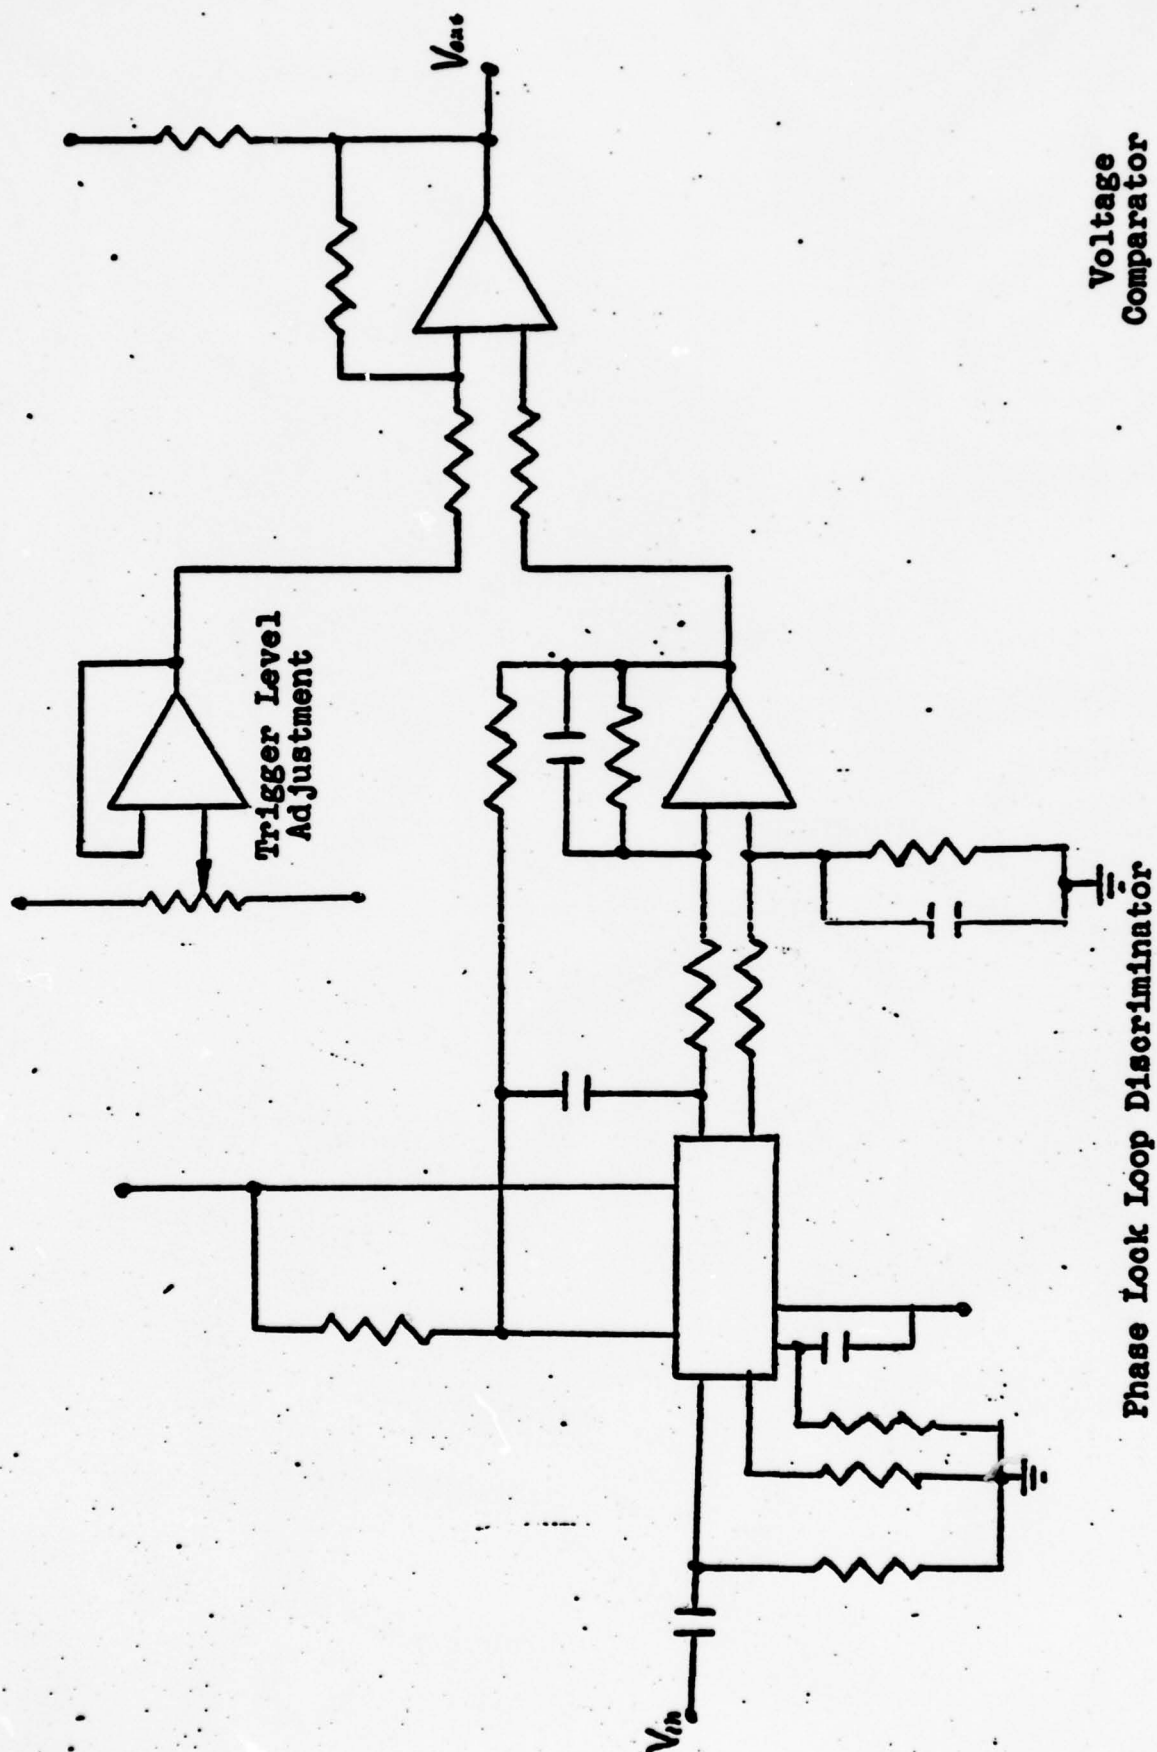 Vout
Trigger Level
Adjustment
Vin
Phase Lock Loop Discriminator
Voltage
Comparator